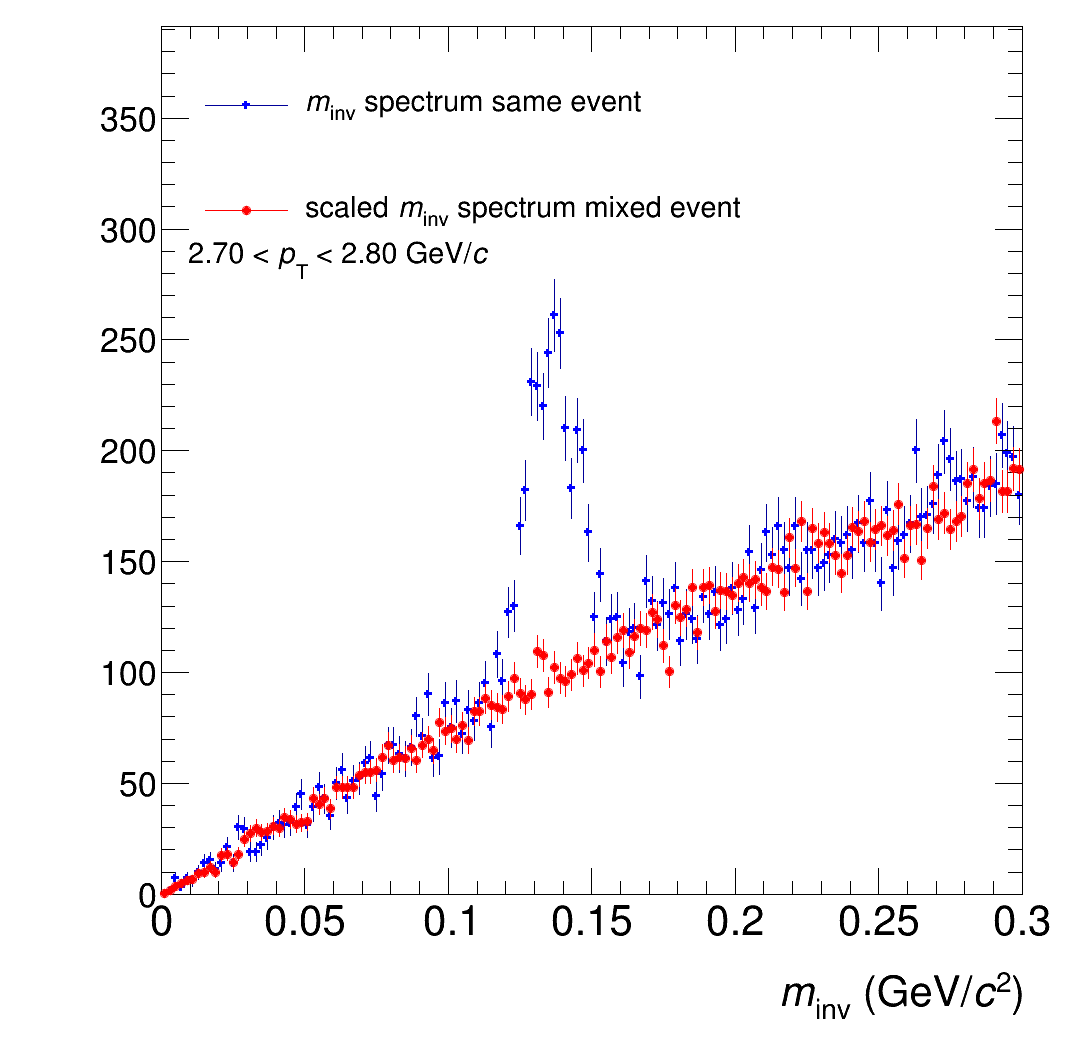 m_inv spectrum same event
scaled m_inv spectrum mixed event
2.70 < p_T < 2.80 GeV/c
350
300
250
200
150
100
50
0
0 0.05 0.1 0.15 0.2 0.25 0.3
m_inv (GeV/c²)